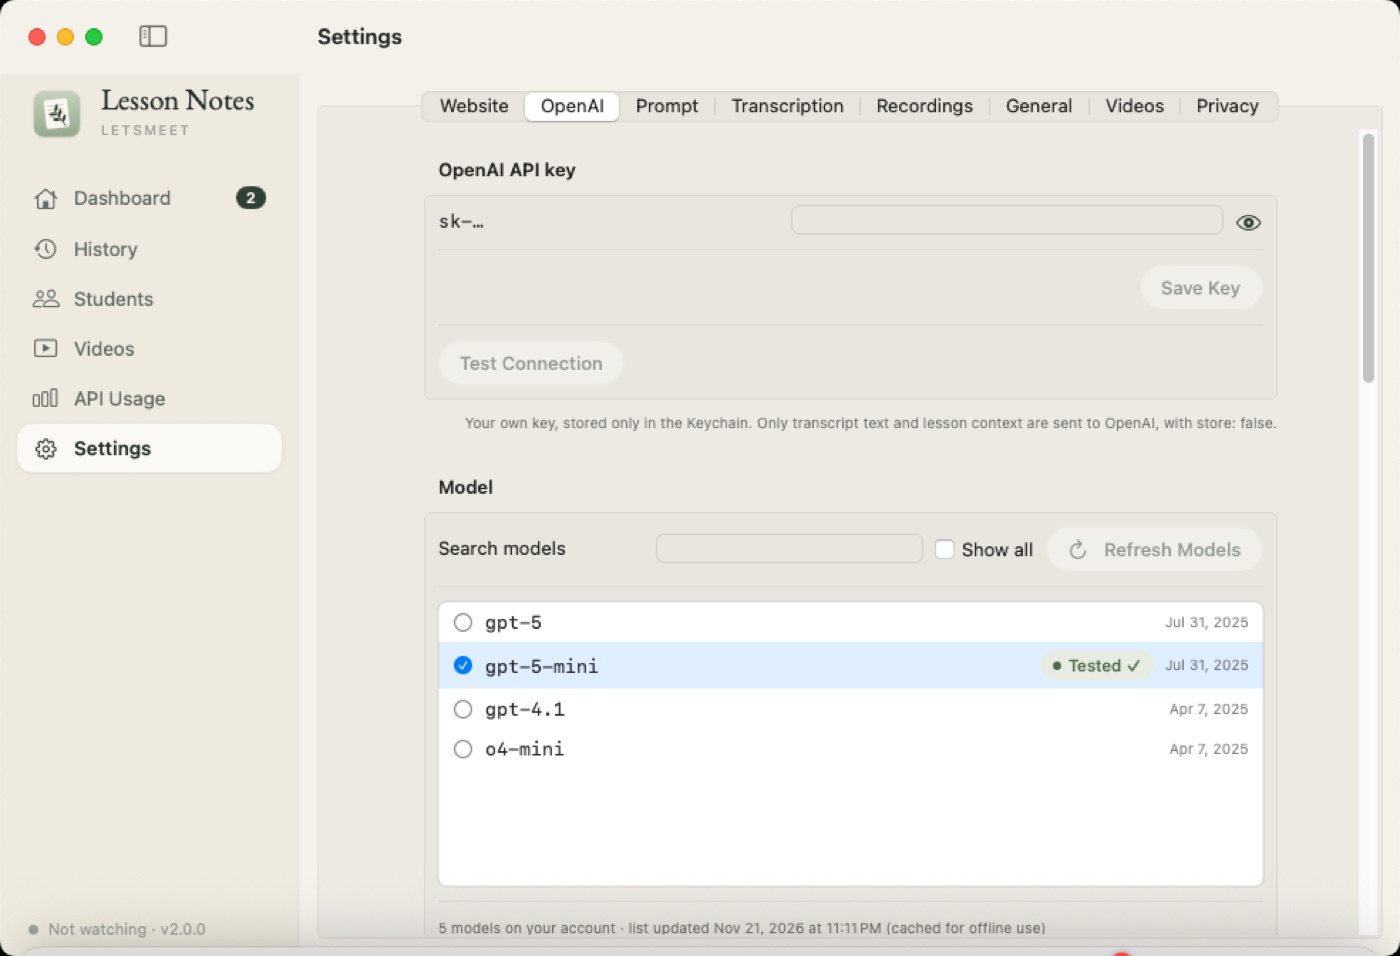 Settings
Lesson Notes
LETSMEET
Dashboard 2
History
Students
Videos
API Usage
Settings
Not watching · v2.0.0
Website OpenAI Prompt Transcription Recordings General Videos Privacy
OpenAI API key
sk-…
Save Key
Test Connection
Your own key, stored only in the Keychain. Only transcript text and lesson context are sent to OpenAI, with store: false.
Model
Search models Show all Refresh Models
gpt-5 Jul 31, 2025
gpt-5-mini Tested ✓ Jul 31, 2025
gpt-4.1 Apr 7, 2025
o4-mini Apr 7, 2025
5 models on your account · list updated Nov 21, 2026 at 11:11 PM (cached for offline use)